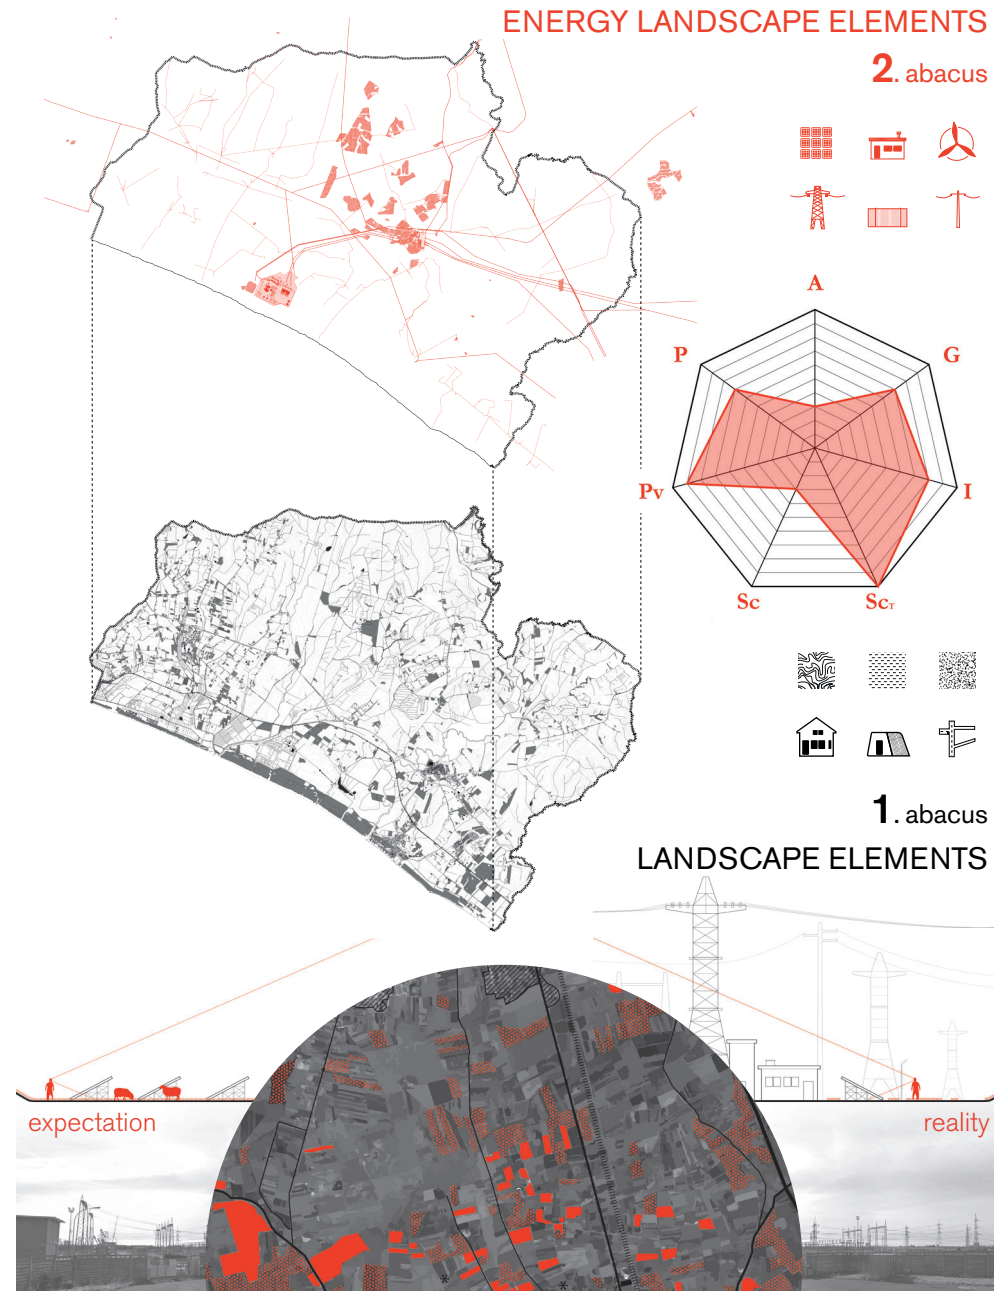 ENERGY LANDSCAPE ELEMENTS
2. abacus
A
P
G
Pv
I
Sc
ScT
1. abacus
LANDSCAPE ELEMENTS
expectation
reality